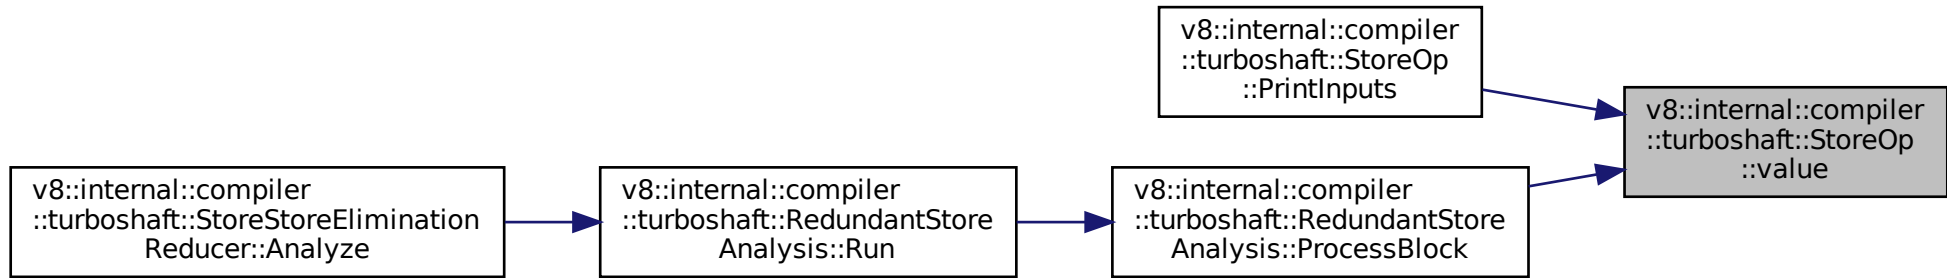 v8::internal::compiler
::turboshaft::StoreOp
::PrintInputs
v8::internal::compiler
::turboshaft::StoreOp
::value
v8::internal::compiler
::turboshaft::StoreStoreElimination
Reducer::Analyze
v8::internal::compiler
::turboshaft::RedundantStore
Analysis::Run
v8::internal::compiler
::turboshaft::RedundantStore
Analysis::ProcessBlock